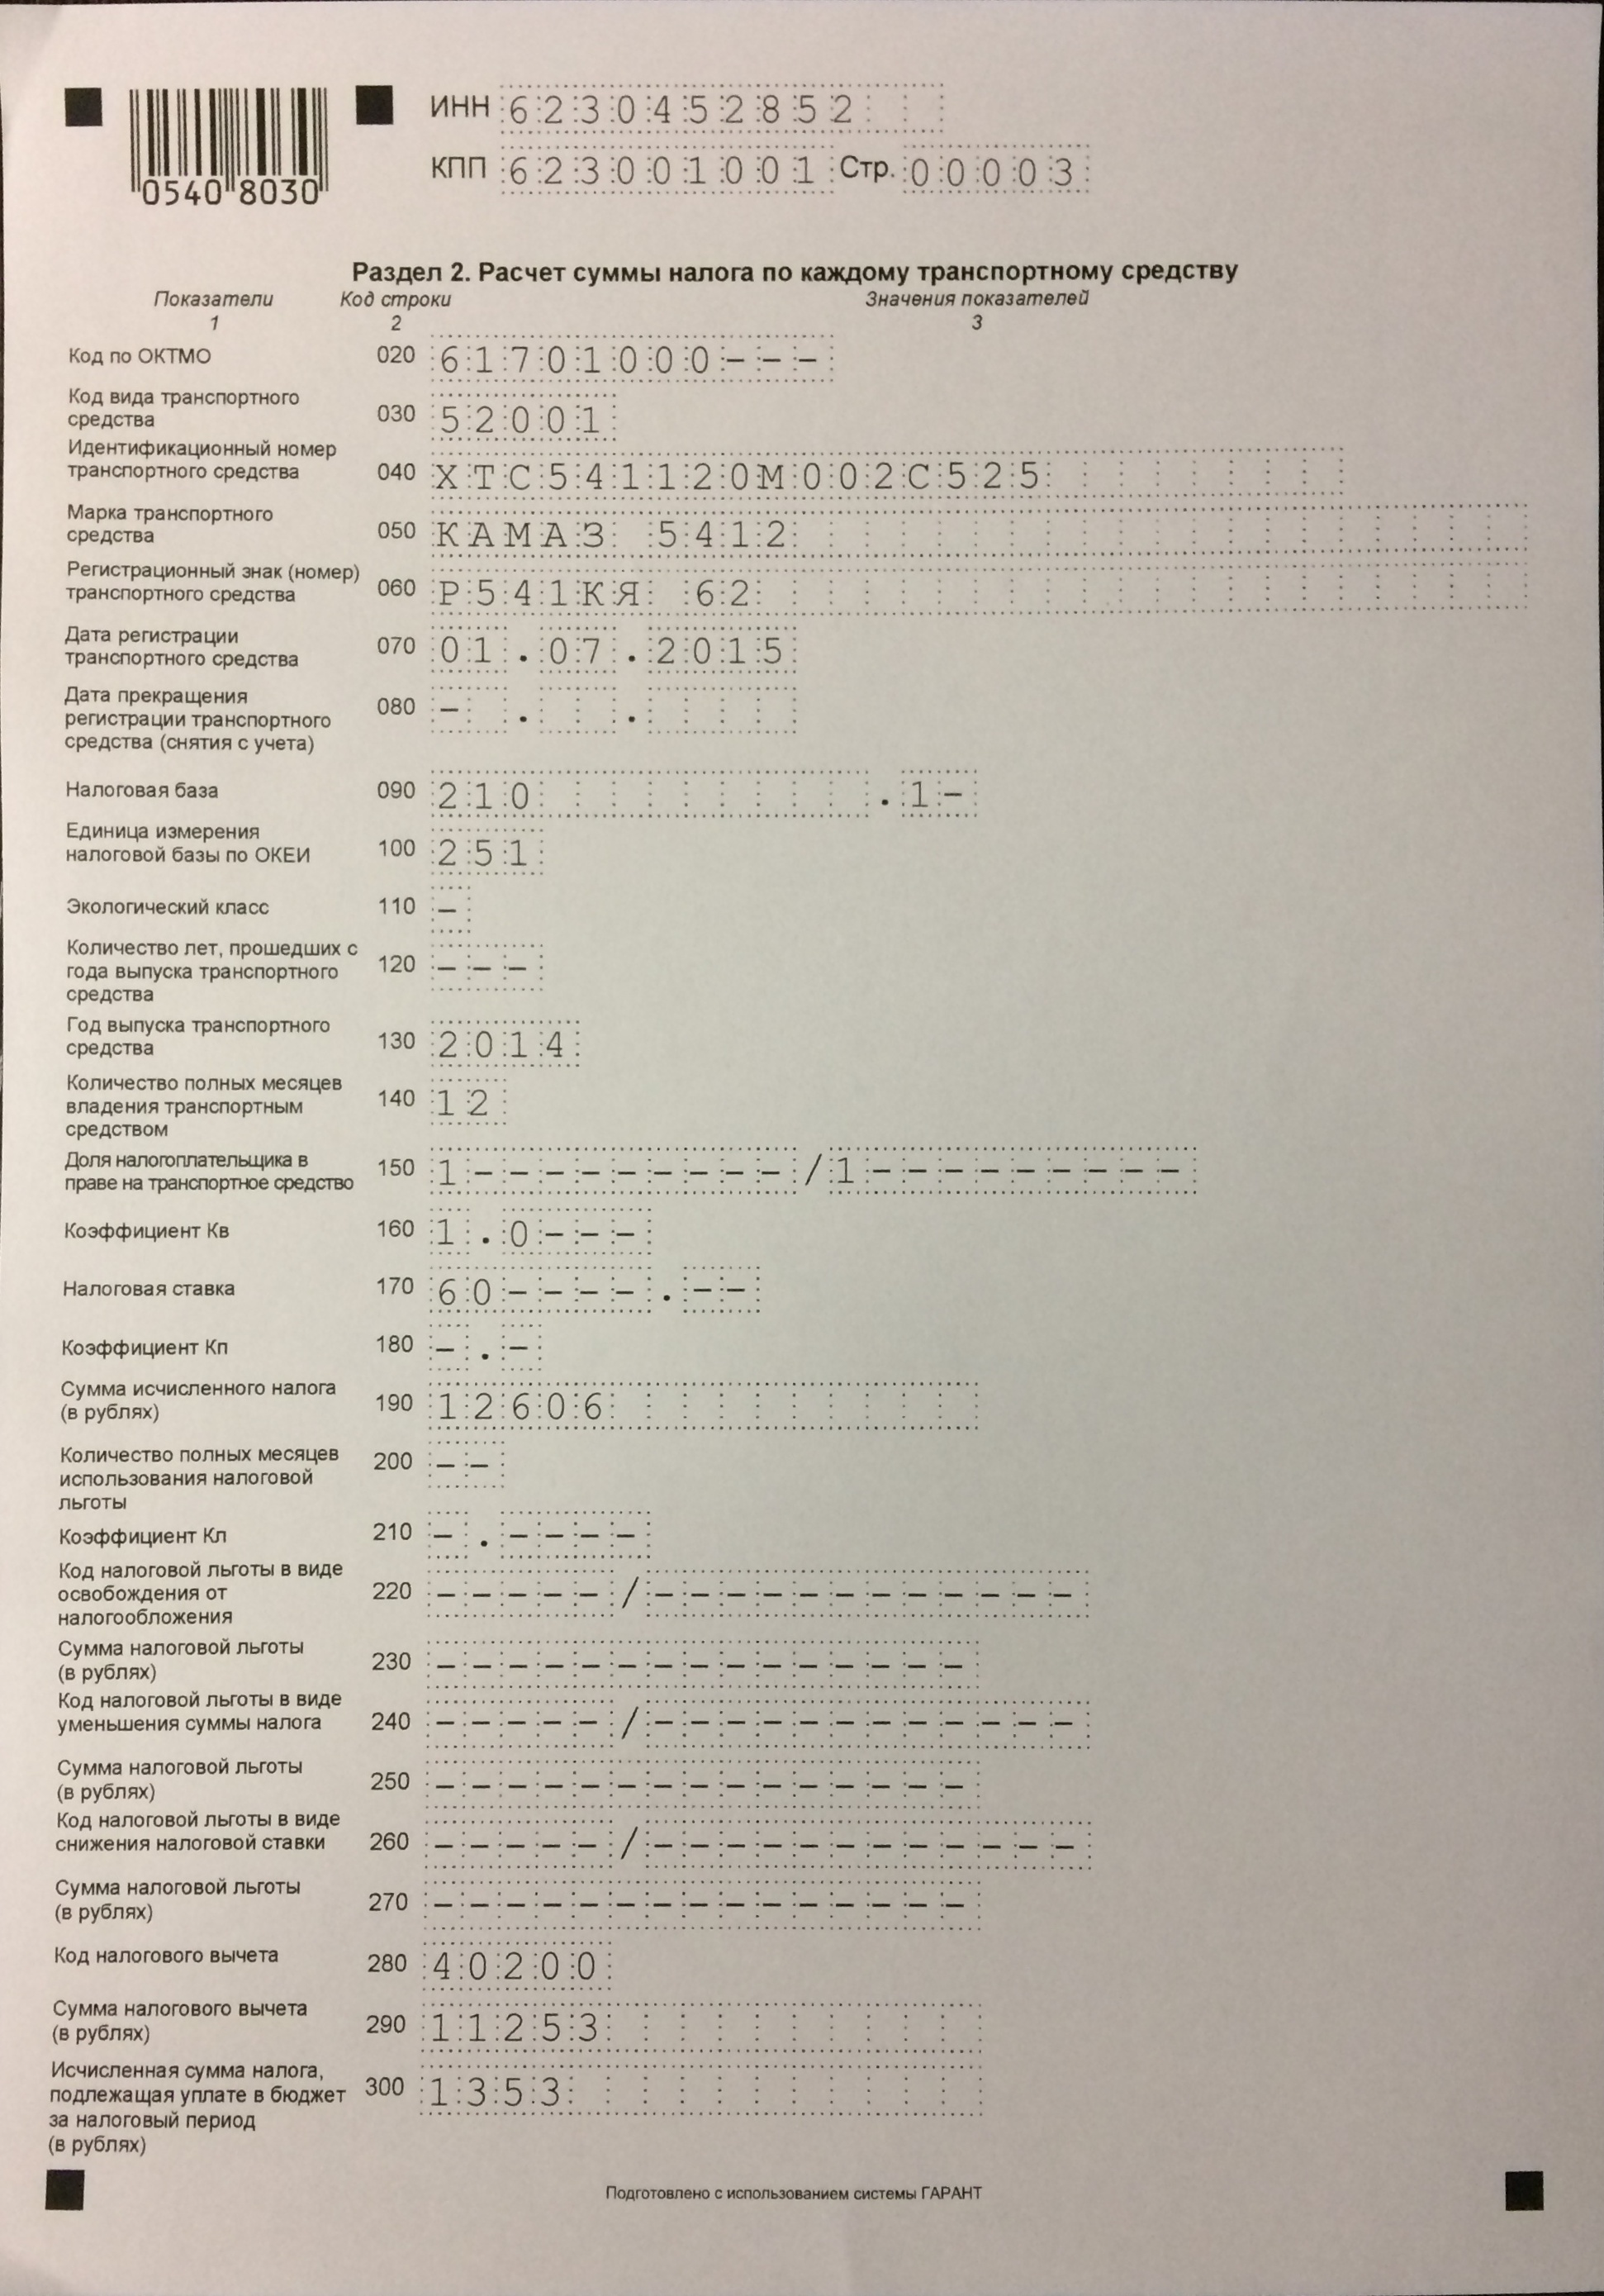 ИНН 6230452852
КПП 623001001 Стр. 00003
0540 8030
Раздел 2. Расчет суммы налога по каждому транспортному средству
Показатели Код строки Значения показателей
1 2 3
Код по ОКТМО 020 61701000---
Код вида транспортного
средства 030 52001
Идентификационный номер
транспортного средства 040 ХТС541120М002С525
Марка транспортного
средства 050 КАМАЗ 5412
Регистрационный знак (номер)
транспортного средства 060 Р541КЯ 62
Дата регистрации
транспортного средства 070 01.07.2015
Дата прекращения
регистрации транспортного 080 - . .
средства (снятия с учета)
Налоговая база 090 210 .1-
Единица измерения
налоговой базы по ОКЕИ 100 251
Экологический класс 110 -
Количество лет, прошедших с
года выпуска транспортного 120 ---
средства
Год выпуска транспортного
средства 130 2014
Количество полных месяцев
владения транспортным 140 12
средством
Доля налогоплательщика в
праве на транспортное средство 150 1---------/1---------
Коэффициент Кв 160 1.0---
Налоговая ставка 170 60----.--
Коэффициент Кп 180 -.-
Сумма исчисленного налога
(в рублях) 190 12606
Количество полных месяцев
использования налоговой 200 --
льготы
Коэффициент Кл 210 -.----
Код налоговой льготы в виде
освобождения от 220 -----/------------
налогообложения
Сумма налоговой льготы
(в рублях) 230 ---------------
Код налоговой льготы в виде
уменьшения суммы налога 240 -----/------------
Сумма налоговой льготы
(в рублях) 250 ---------------
Код налоговой льготы в виде
снижения налоговой ставки 260 -----/------------
Сумма налоговой льготы
(в рублях) 270 ---------------
Код налогового вычета 280 40200
Сумма налогового вычета
(в рублях) 290 11253
Исчисленная сумма налога,
подлежащая уплате в бюджет 300 1353
за налоговый период
(в рублях)
Подготовлено с использованием системы ГАРАНТ